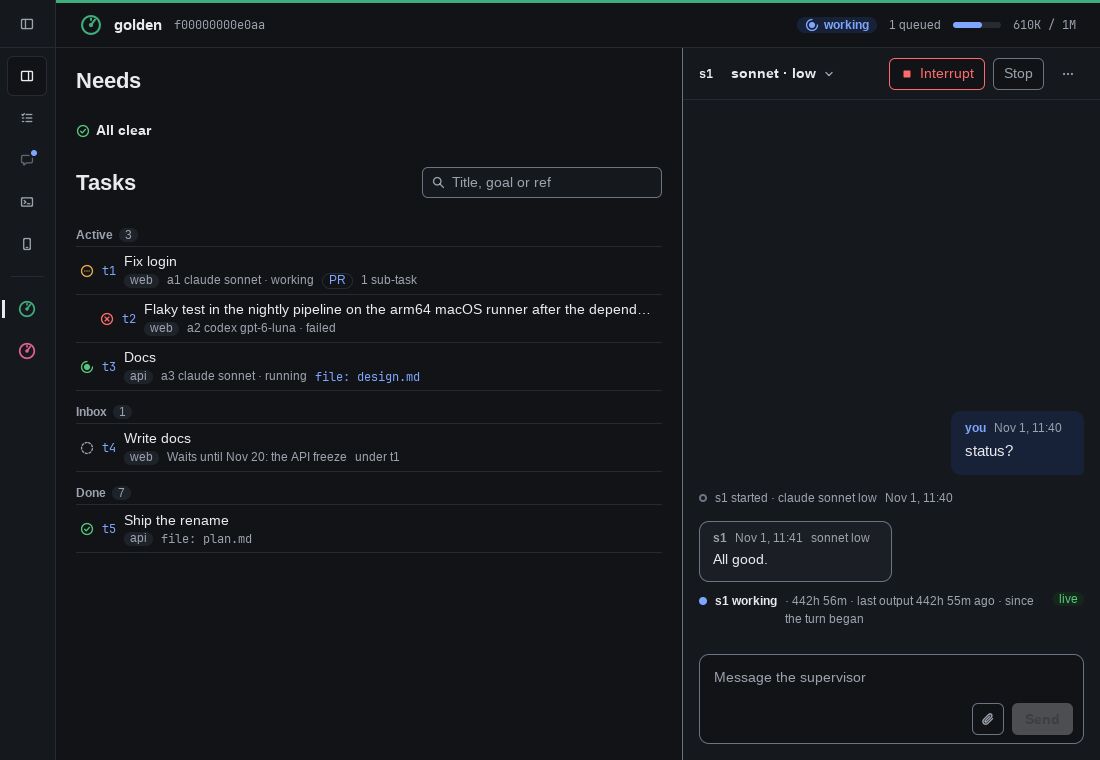 golden f00000000e0aa
working 1 queued 610K / 1M
Needs
All clear
Tasks
Title, goal or ref
Active 3
t1 Fix login
web a1 claude sonnet · working PR 1 sub-task
t2 Flaky test in the nightly pipeline on the arm64 macOS runner after the depend…
web a2 codex gpt-6-luna · failed
t3 Docs
api a3 claude sonnet · running file: design.md
Inbox 1
t4 Write docs
web Waits until Nov 20: the API freeze under t1
Done 7
t5 Ship the rename
api file: plan.md
s1 sonnet · low Interrupt Stop
you Nov 1, 11:40
status?
s1 started · claude sonnet low Nov 1, 11:40
s1 Nov 1, 11:41 sonnet low
All good.
s1 working · 442h 56m · last output 442h 55m ago · since live
the turn began
Message the supervisor
Send